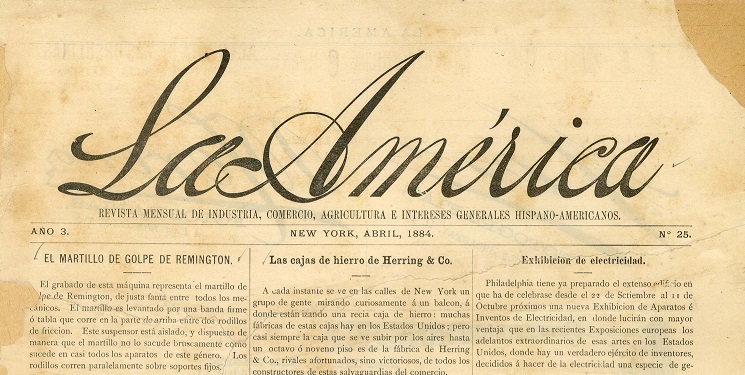 La América
REVISTA MENSUAL DE INDUSTRIA, COMERCIO, AGRICULTURA E INTERESES GENERALES HISPANO-AMERICANOS.
AÑO 3. NEW YORK, ABRIL, 1884. Nº 25.
EL MARTILLO DE GOLPE DE REMINGTON.
El grabado de esta máquina representa el martillo de
golpe de Remington, de justa fama entre todos los me-
cánicos. El martillo es levantado por una banda firme
ó tabla que corre en la parte de arriba entre dos rodillos
de friccion. Este suspensor está aislado, y dispuesto de
manera que el martillo no lo sacude bruscamente como
sucede en casi todos los aparatos de este género. Los
rodillos corren paralelamente sobre soportes fijos.
Las cajas de hierro de Herring & Co.
A cada instante se ve en las calles de New York un
grupo de gente mirando curiosamente á un balcon, á
donde están izando una recia caja de hierro: muchas
fábricas de estas cajas hay en los Estados Unidos; pero
casi siempre la caja que se ve subir por los aires hasta
un octavo ó noveno piso es de la fábrica de Herring
& Co., rivales afortunados, sino victoriosos, de todos los
constructores de estas salvaguardias del comercio.
Exhibicion de electricidad.
Philadelphia tiene ya preparado el extenso edificio en
que ha de celebrase desde el 22 de Sctiembre al 11 de
Octubre próximos una nueva Exhibicion de Aparatos é
Inventos de Electricidad, en donde lucirán con mayor
ventaja que en las recientes Exposiciones europeas los
adelantos extraordinarios de esas artes en los Estados
Unidos, donde hay un verdadero ejército de inventores,
decididos á hacer de la electricidad una especie de ge-